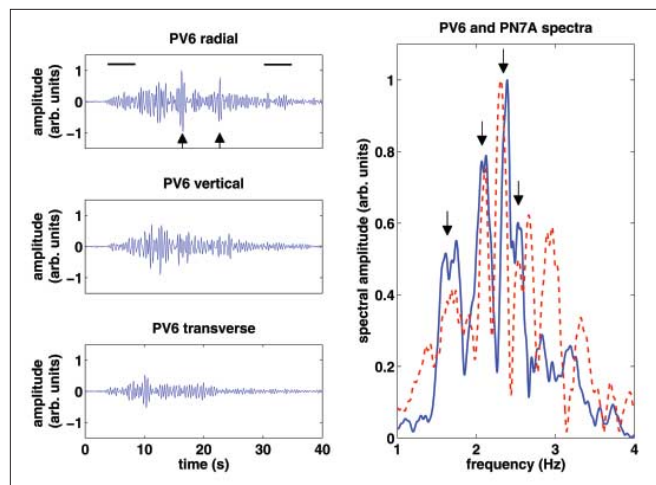 PV6 radial
amplitude
(arb. units)
1
0
−1
PV6 vertical
amplitude
(arb. units)
1
0
−1
PV6 transverse
amplitude
(arb. units)
1
0
−1
0 10 20 30 40
time (s)
PV6 and PN7A spectra
spectral amplitude (arb. units)
1
0.8
0.6
0.4
0.2
0
1 2 3 4
frequency (Hz)